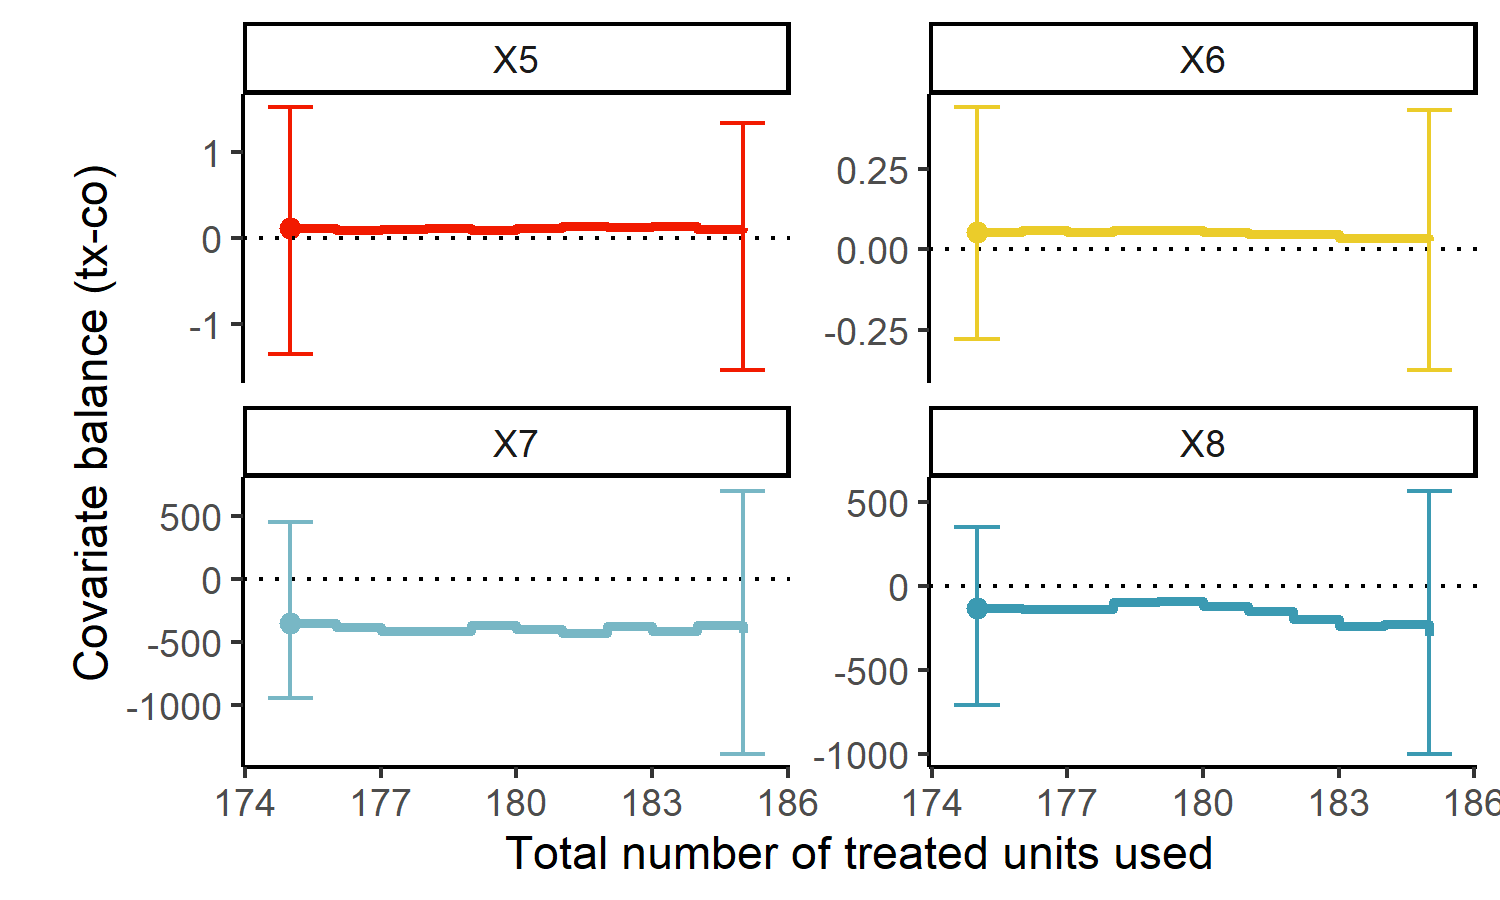 X5
X6
1
0
-1
0.25
0.00
-0.25
X7
X8
500
0
-500
-1000
500
0
-500
-1000
174 177 180 183 186
174 177 180 183 186
Total number of treated units used
Covariate balance (tx-co)